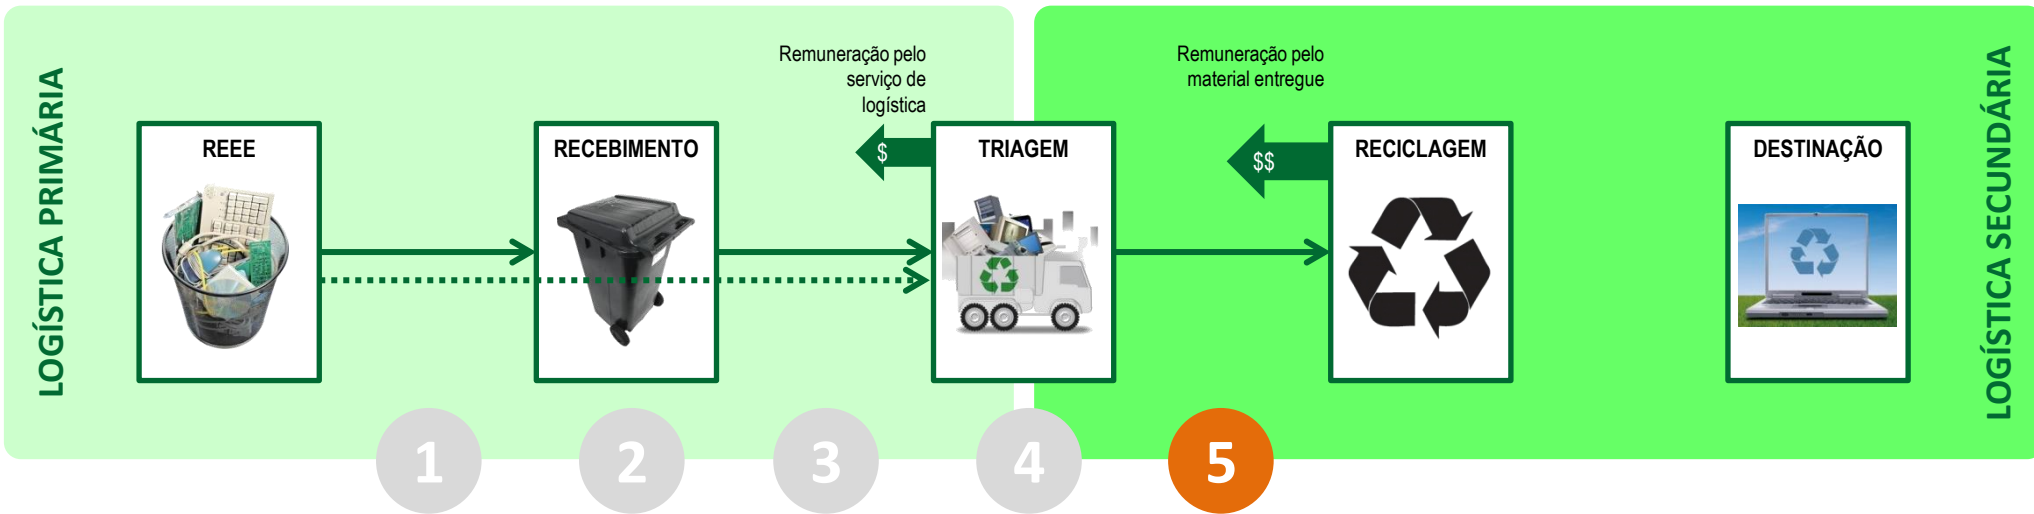 LOGÍSTICA PRIMÁRIA
REEE
RECEBIMENTO
Remuneração pelo
serviço de
logística
$
TRIAGEM
Remuneração pelo
material entregue
$$
RECICLAGEM
DESTINAÇÃO
LOGÍSTICA SECUNDÁRIA
1
2
3
4
5